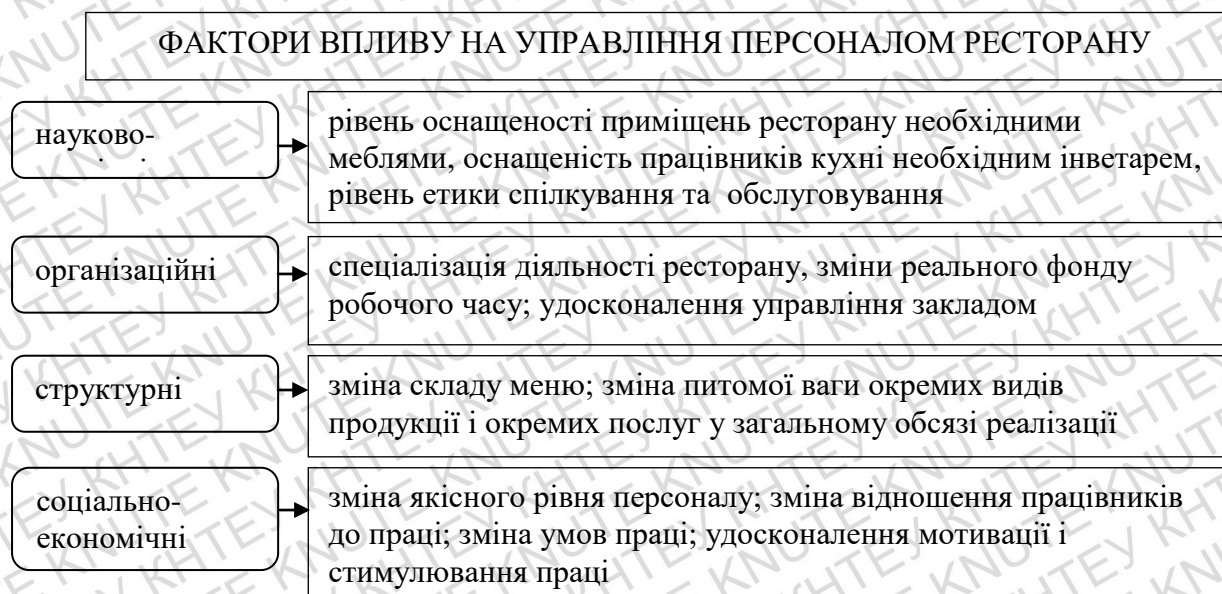 ФАКТОРИ ВПЛИВУ НА УПРАВЛІННЯ ПЕРСОНАЛОМ РЕСТОРАНУ
науково-
рівень оснащеності приміщень ресторану необхідними
меблями, оснащеність працівників кухні необхідним інветарем,
рівень етики спілкування та обслуговування
організаційні
спеціалізація діяльності ресторану, зміни реального фонду
робочого часу; удосконалення управління закладом
структурні
зміна складу меню; зміна питомої ваги окремих видів
продукції і окремих послуг у загальному обсязі реалізації
соціально-
економічні
зміна якісного рівня персоналу; зміна відношення працівників
до праці; зміна умов праці; удосконалення мотивації і
стимулювання праці